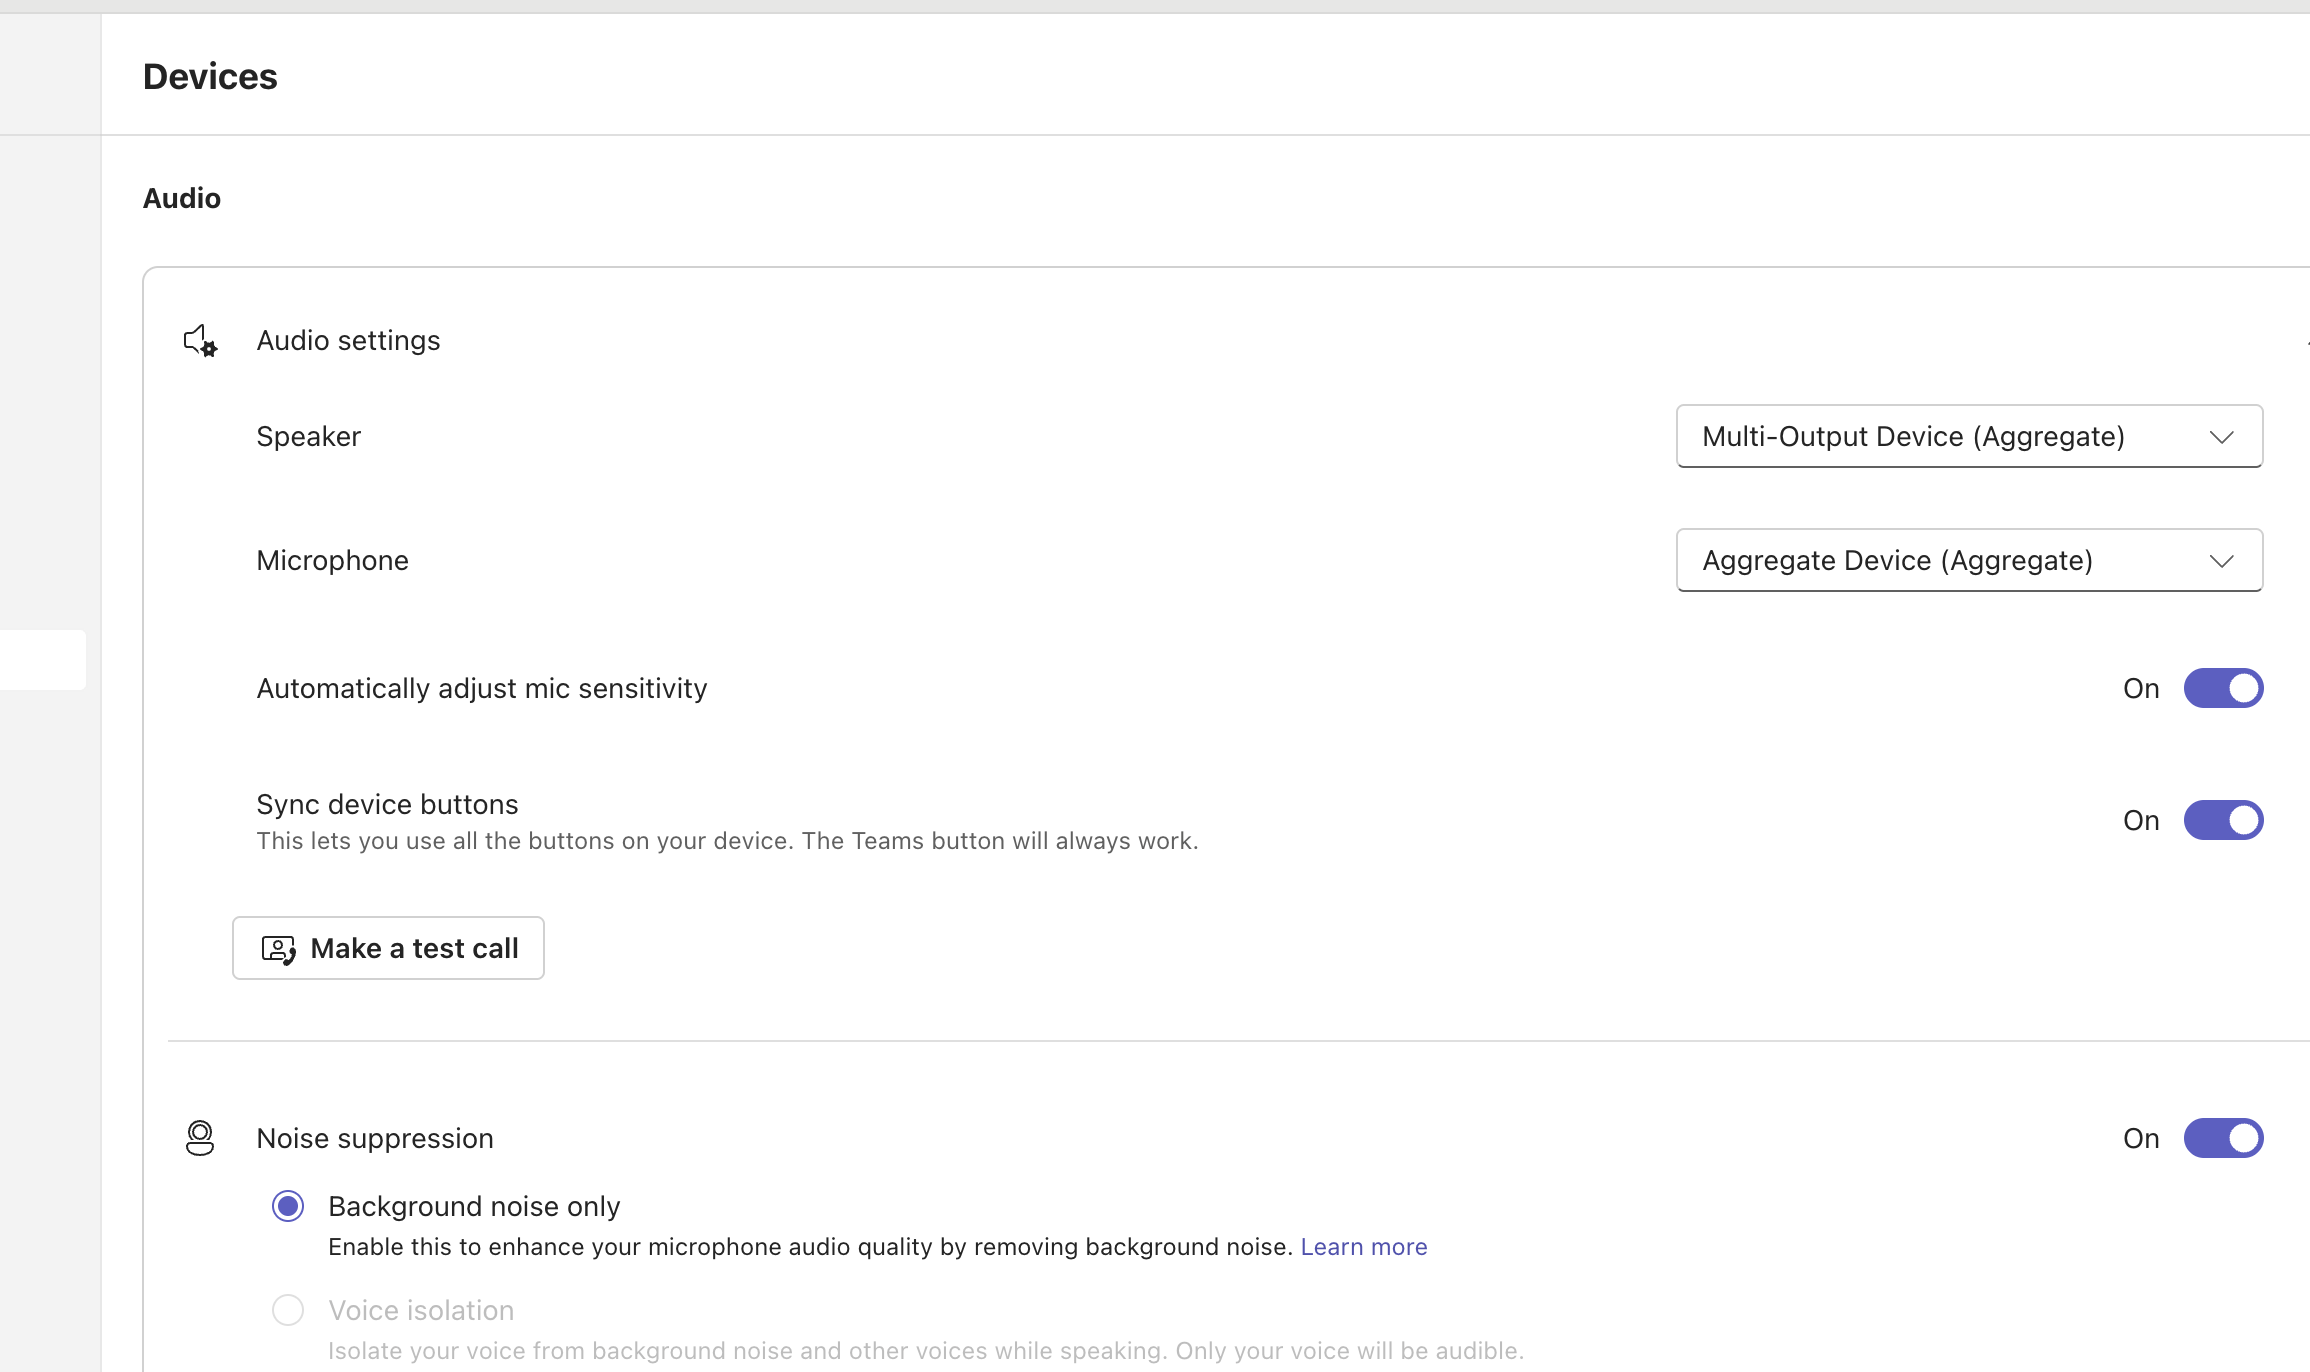 Devices
Audio
Audio settings
Speaker
Multi-Output Device (Aggregate)
Microphone
Aggregate Device (Aggregate)
Automatically adjust mic sensitivity
On
Sync device buttons
This lets you use all the buttons on your device. The Teams button will always work.
On
Make a test call
Noise suppression
On
Background noise only
Enable this to enhance your microphone audio quality by removing background noise. Learn more
Voice isolation
Isolate your voice from background noise and other voices while speaking. Only your voice will be audible.